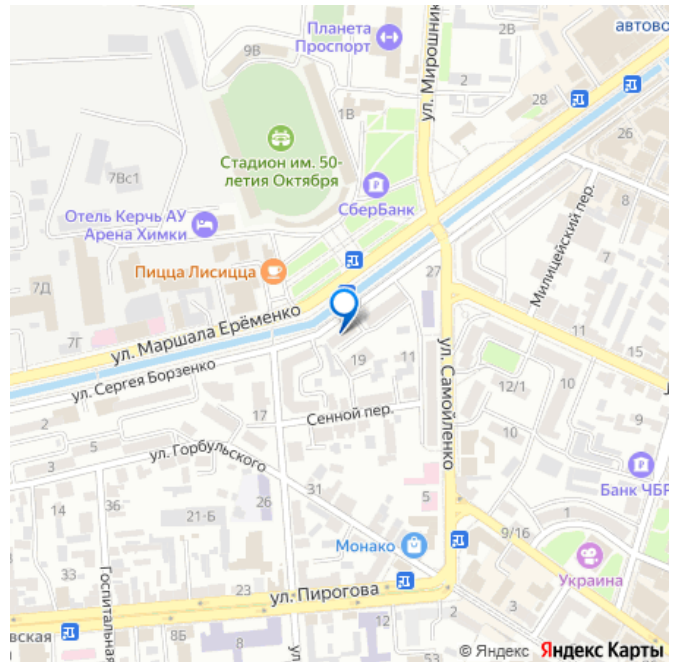 Планета
Проспорт
9В
2В
автово
ул. Мирошник
2
28
1В
26
Стадион им. 50-
летия Октября
7Вс1
СберБанк
Отель Керчь АУ
Арена Химки
Милицейский пер.
7
8
Пицца Лисицца
27
7Д
7Г
ул. Маршала Ерёменко
11
15
ул. Сергея Борзенко
19
11
ул. Самойленко
12/1
10
9
17
Сенной пер.
2
10
3
5
ул. Горбульского
Банк ЧБР
14
36
21-Б
26
31
5
1
9/16
Монако
Украина
33
Госпитальная
23
ул. Пирогова
2
12
вская
8Б
2
© Яндекс Яндекс Карты